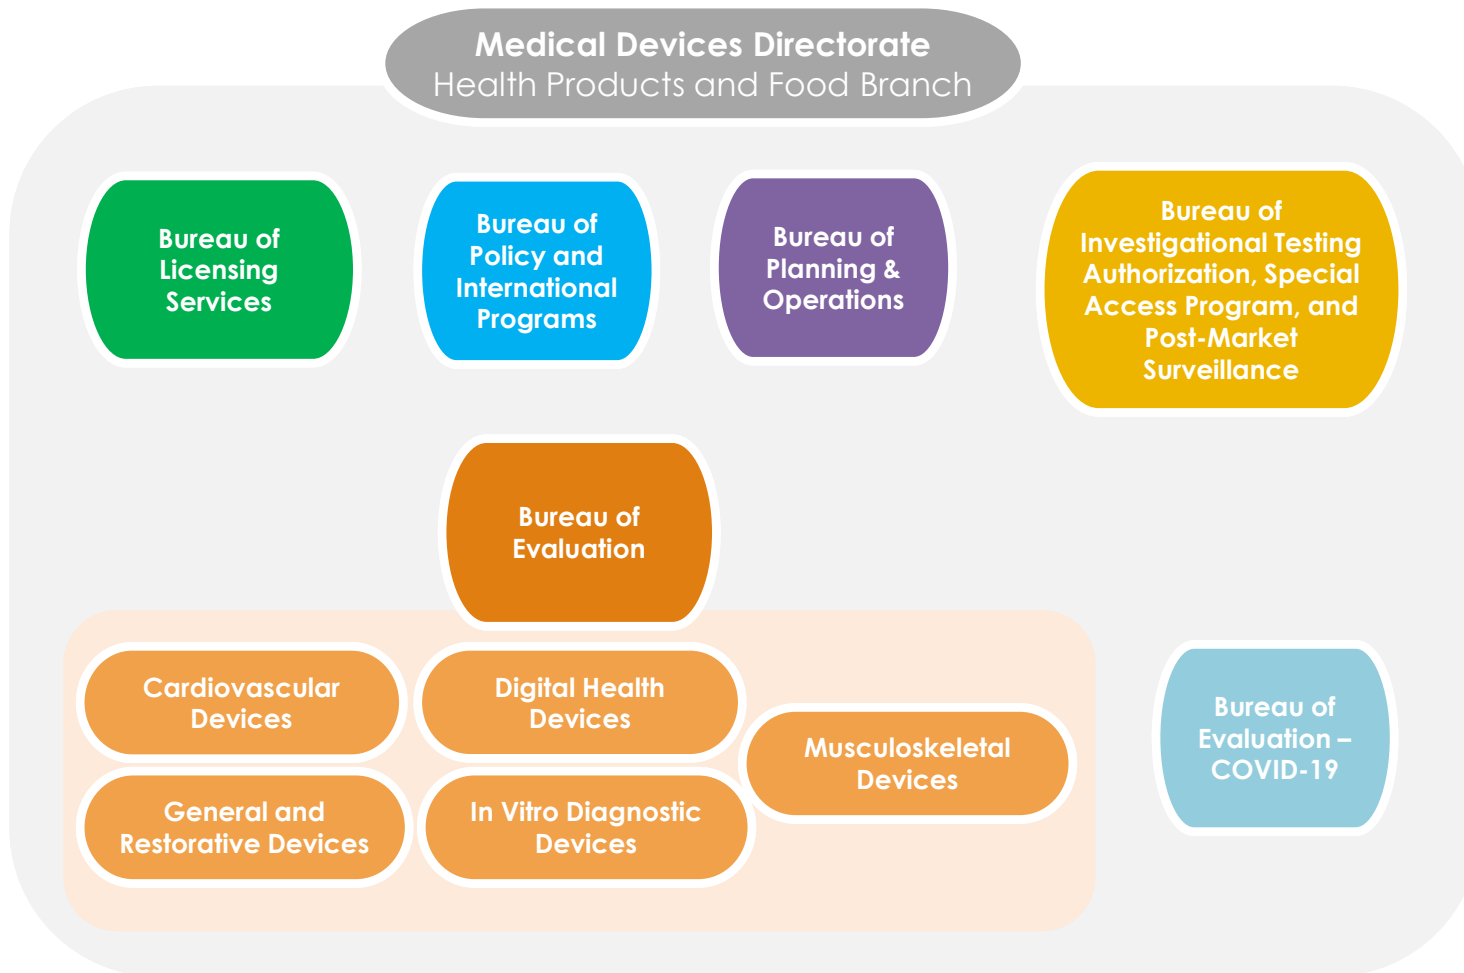 Medical Devices Directorate
Health Products and Food Branch
Bureau of
Licensing
Services
Bureau of
Policy and
International
Programs
Bureau of
Planning &
Operations
Bureau of
Investigational Testing
Authorization, Special
Access Program, and
Post-Market
Surveillance
Bureau of
Evaluation
Cardiovascular
Devices
Digital Health
Devices
Musculoskeletal
Devices
General and
Restorative Devices
In Vitro Diagnostic
Devices
Bureau of
Evaluation –
COVID-19